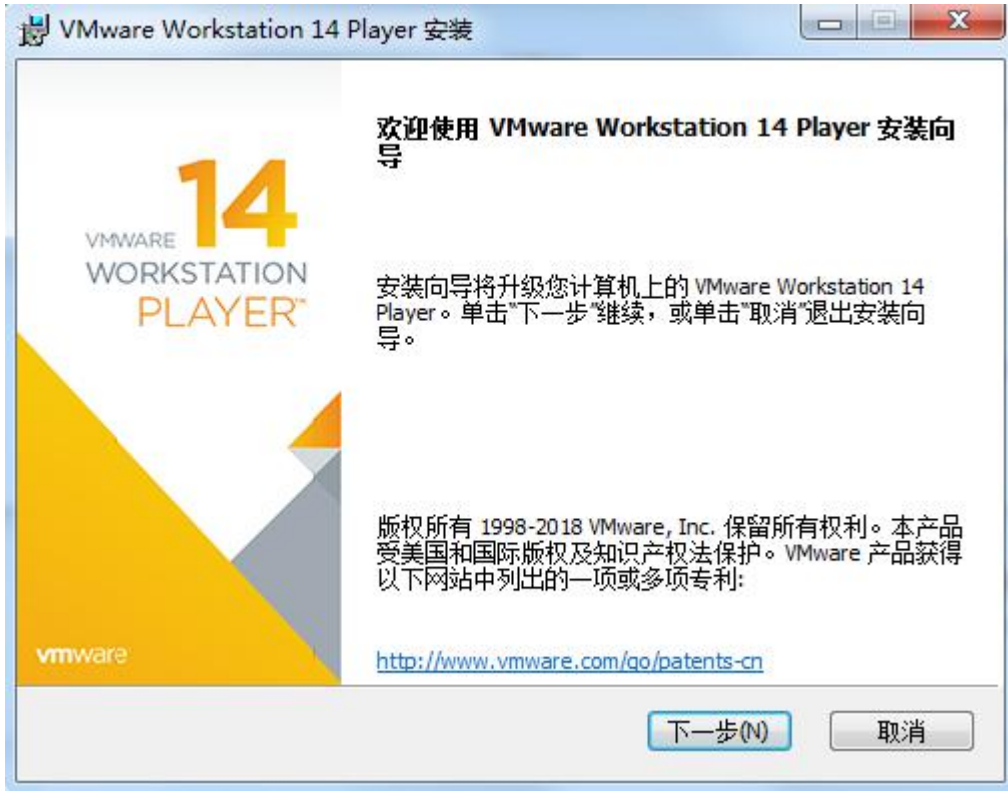 VMware Workstation 14 Player 安装
14
VMWARE
WORKSTATION
PLAYER™
vmware
欢迎使用 VMware Workstation 14 Player 安装向
导
安装向导将升级您计算机上的 VMware Workstation 14
Player。单击"下一步"继续，或单击"取消"退出安装向
导。
版权所有 1998-2018 VMware, Inc. 保留所有权利。本产品
受美国和国际版权及知识产权法保护。VMware 产品获得
以下网站中列出的一项或多项专利:
http://www.vmware.com/go/patents-cn
下一步(N)
取消